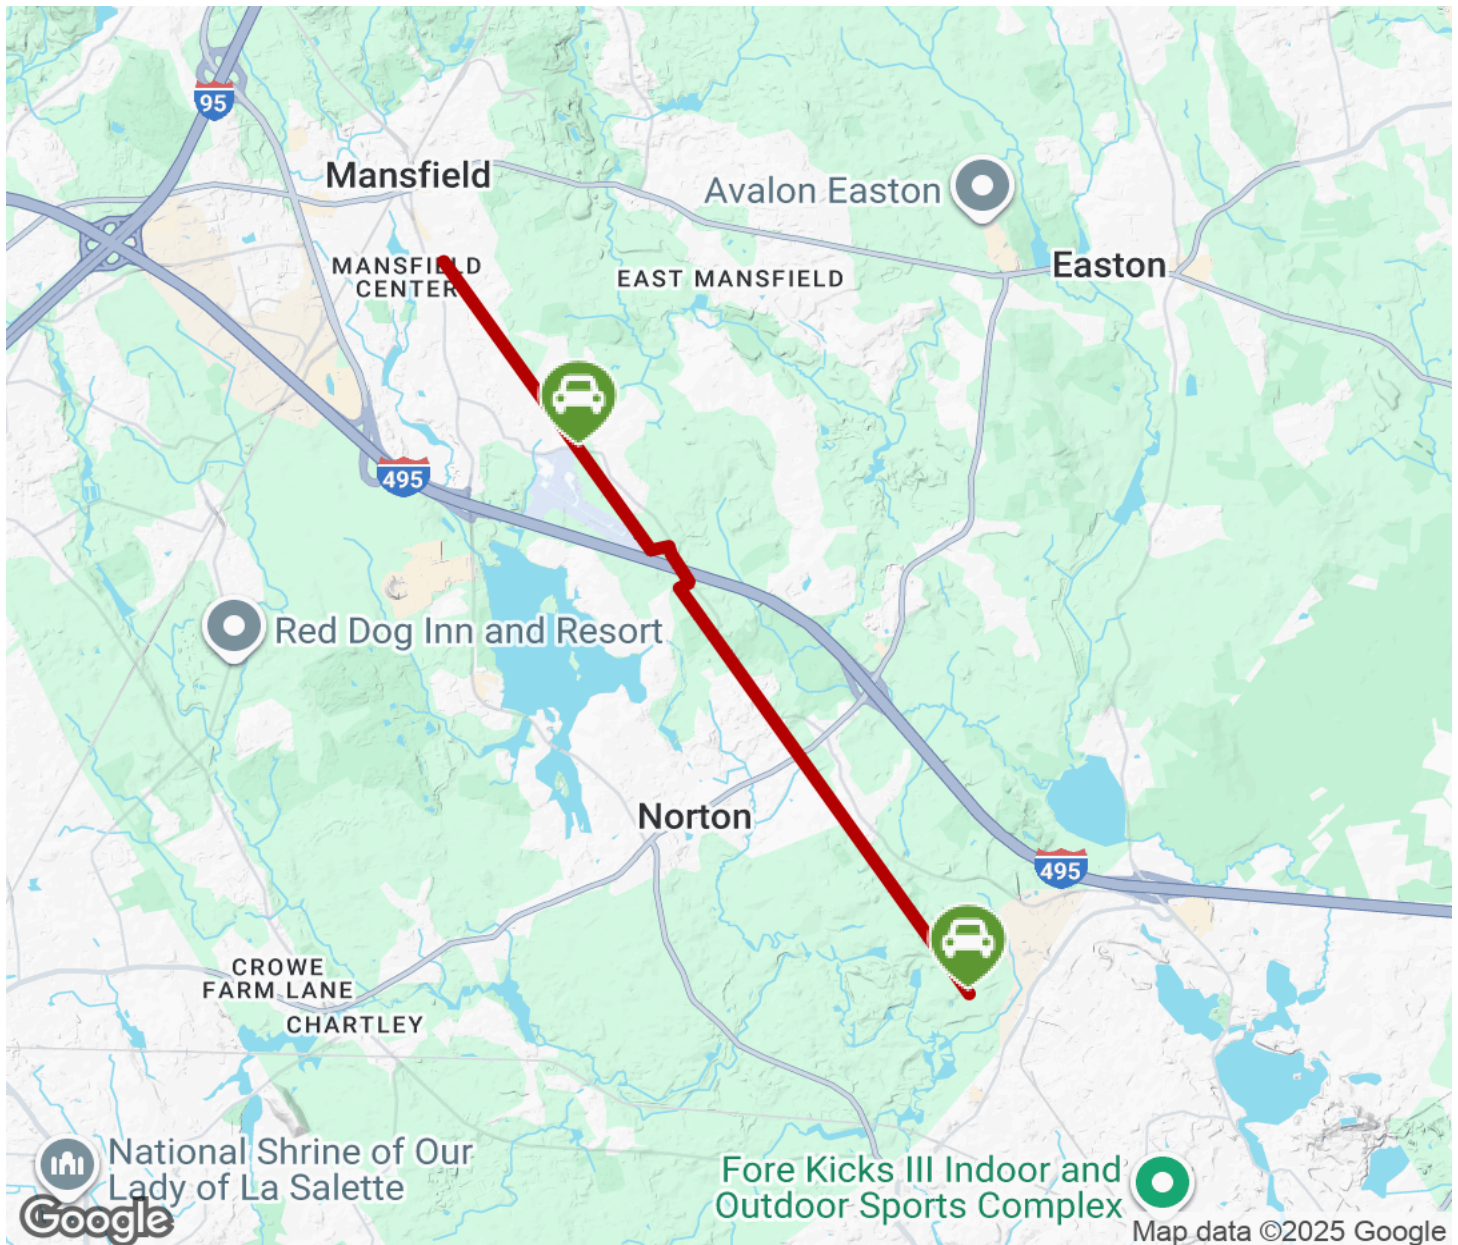 95
Mansfield
Avalon Easton
MANSFIELD
CENTER
EAST MANSFIELD
Easton
495
Red Dog Inn and Resort
Norton
495
CROWE
FARM LANE
CHARTLEY
National Shrine of Our
Lady of La Salette
Fore Kicks III Indoor and
Outdoor Sports Complex
Google
Map data ©2025 Google